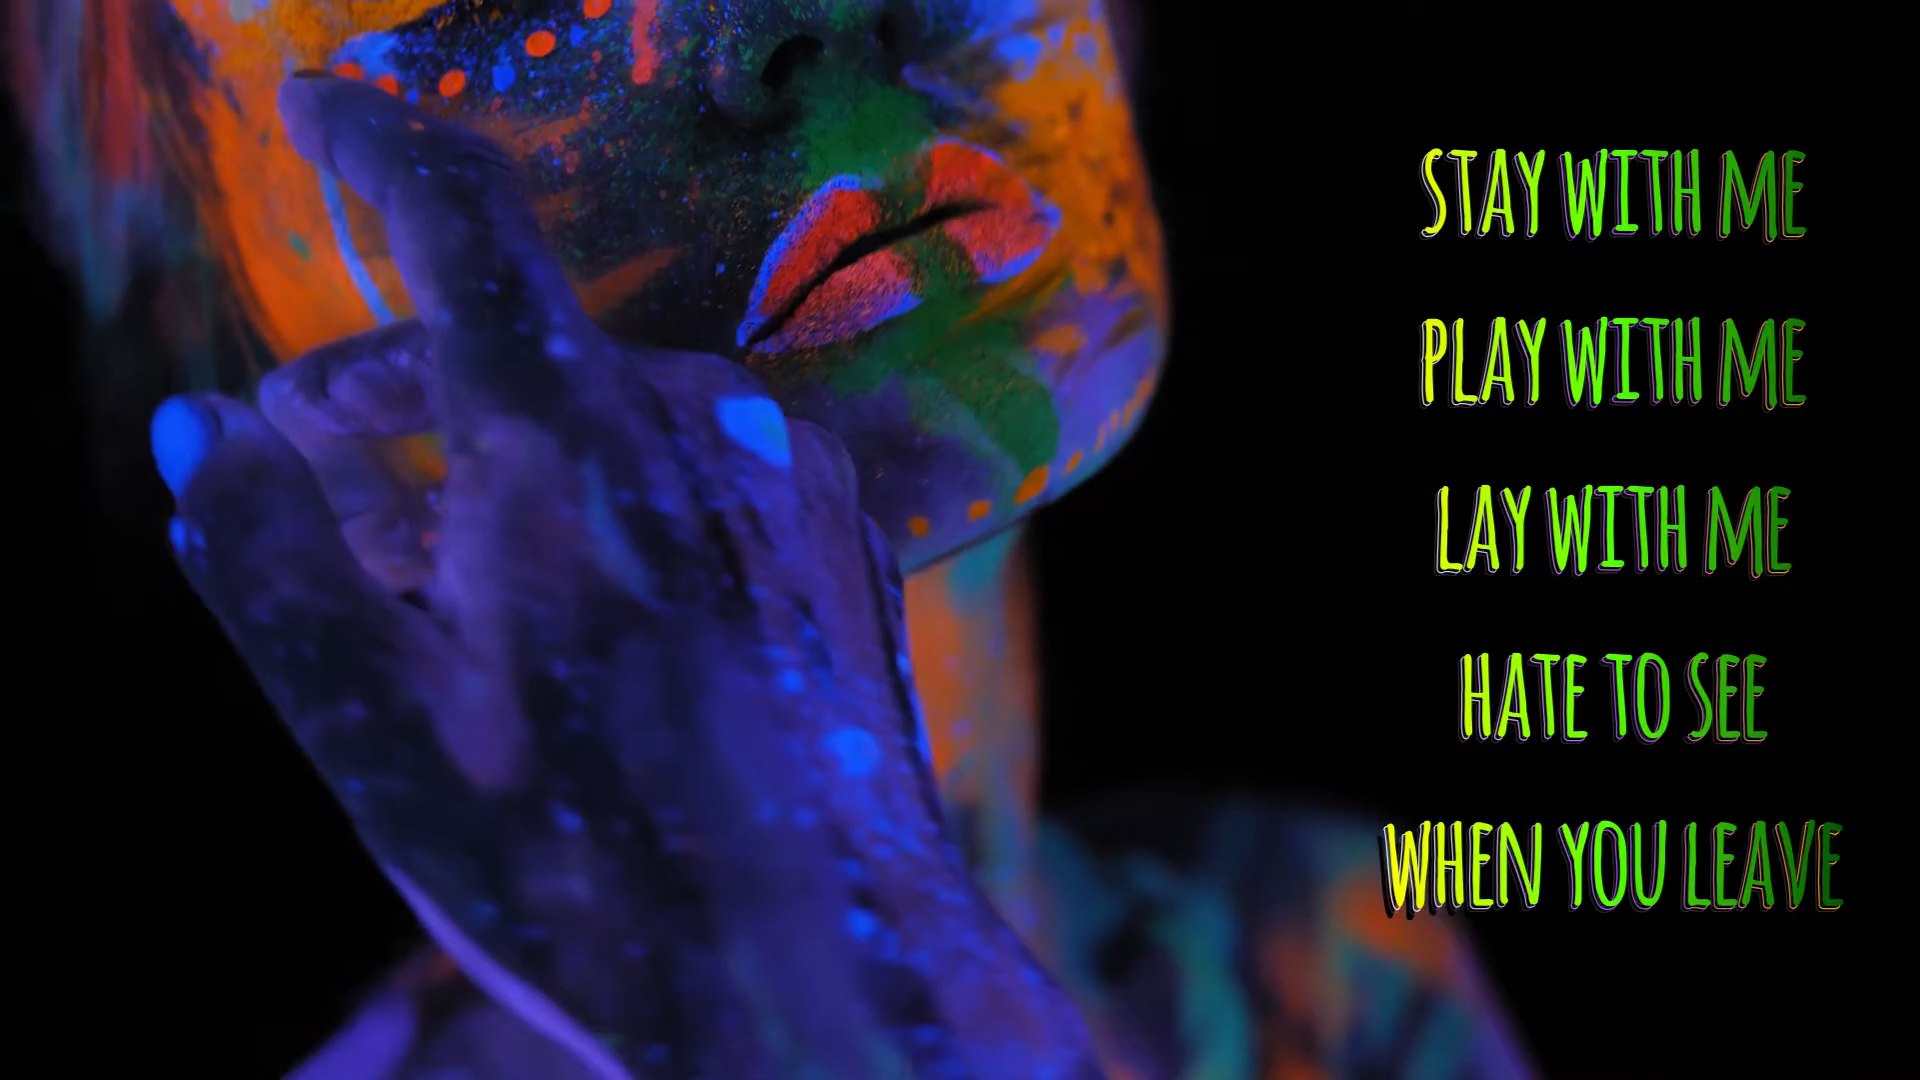 STAY WITH ME
PLAY WITH ME
LAY WITH ME
HATE TO SEE
WHEN YOU LEAVE